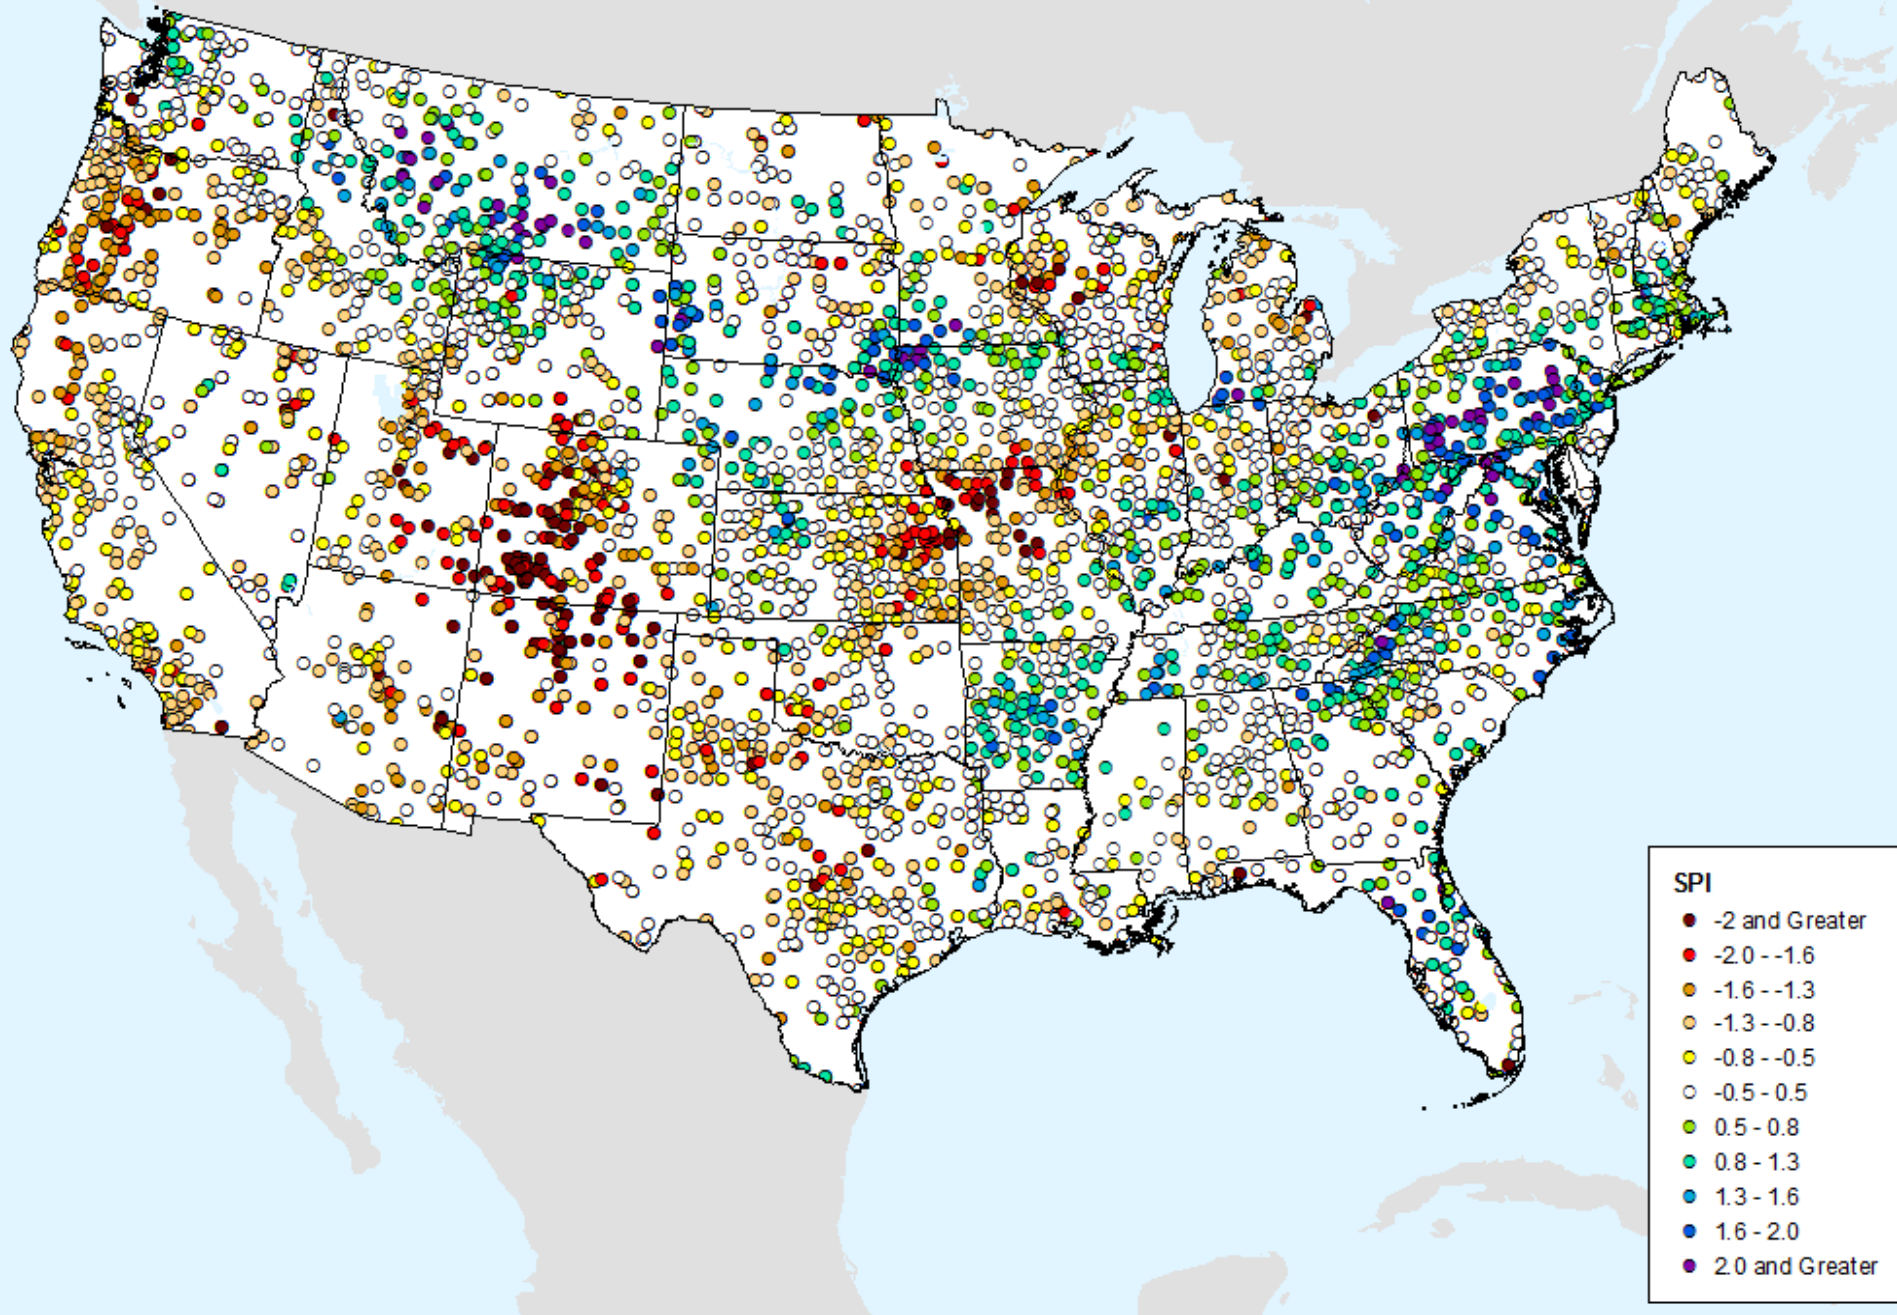 SPI
-2 and Greater
-2.0 - -1.6
-1.6 - -1.3
-1.3 - -0.8
-0.8 - -0.5
-0.5 - 0.5
0.5 - 0.8
0.8 - 1.3
1.3 - 1.6
1.6 - 2.0
2.0 and Greater